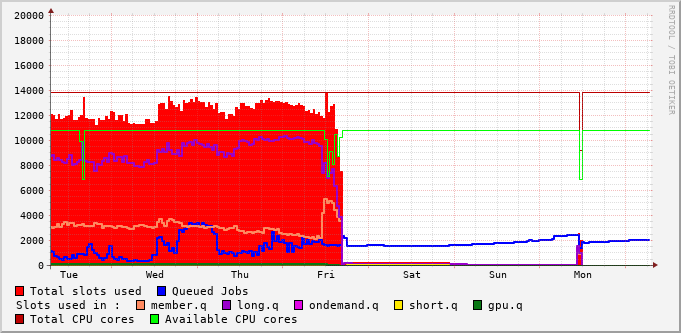 20000
18000
16000
14000
12000
10000
8000
6000
4000
2000
0
Tue Wed Thu Fri Sat Sun Mon
RRDTOOL / TOBI OETIKER
Total slots used Queued Jobs
Slots used in : member.q long.q ondemand.q short.q gpu.q
Total CPU cores Available CPU cores